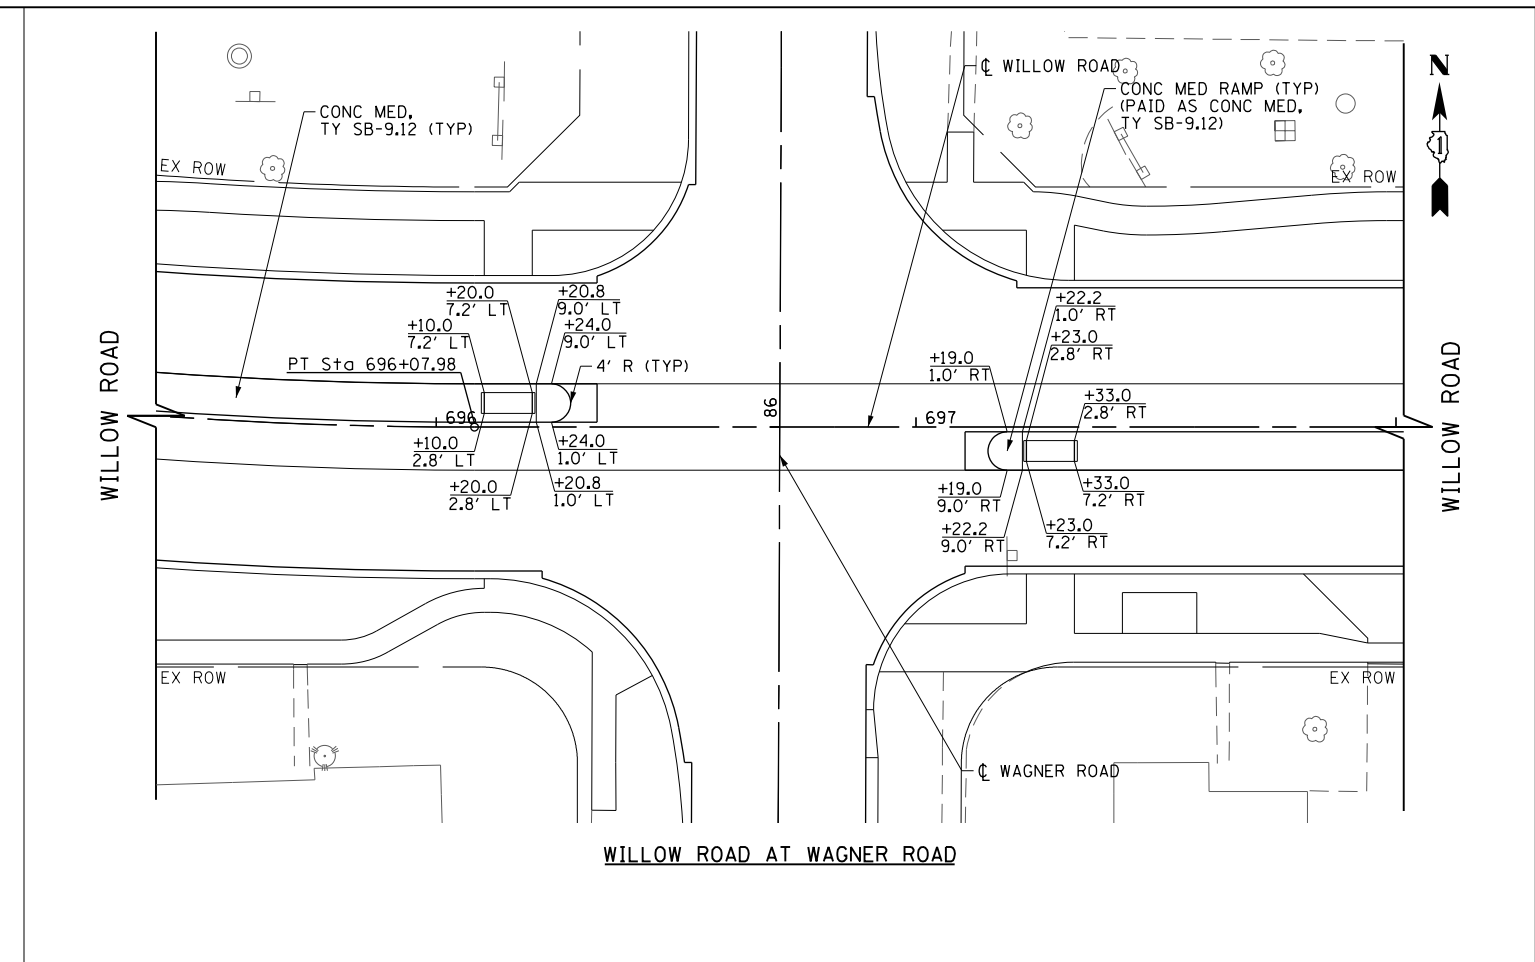 ℄ WILLOW ROAD
N
1
CONC MED RAMP (TYP)
(PAID AS CONC MED,
TY SB-9.12)
CONC MED,
TY SB-9.12 (TYP)
EX ROW
EX ROW
+20.0
7.2' LT
+20.8
9.0' LT
+22.2
1.0' RT
+10.0
7.2' LT
+24.0
9.0' LT
+23.0
2.8' RT
PT Sta 696+07.98
4' R (TYP)
+19.0
1.0' RT
WILLOW ROAD
WILLOW ROAD
+33.0
2.8' RT
696
86
697
+10.0
2.8' LT
+24.0
1.0' LT
+20.0
2.8' LT
+20.8
1.0' LT
+19.0
9.0' RT
+33.0
7.2' RT
+22.2
9.0' RT
+23.0
7.2' RT
EX ROW
EX ROW
℄ WAGNER ROAD
WILLOW ROAD AT WAGNER ROAD